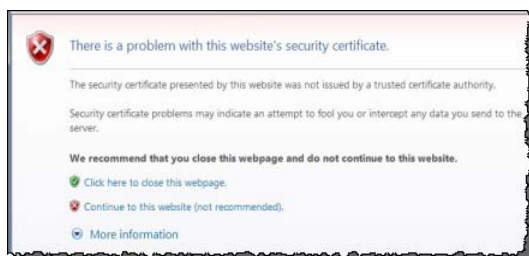 There is a problem with this website's security certificate.
The security certificate presented by this website was not issued by a trusted certificate authority.
Security certificate problems may indicate an attempt to fool you or intercept any data you send to the
server.
We recommend that you close this webpage and do not continue to this website.
Click here to close this webpage.
Continue to this website (not recommended).
More information